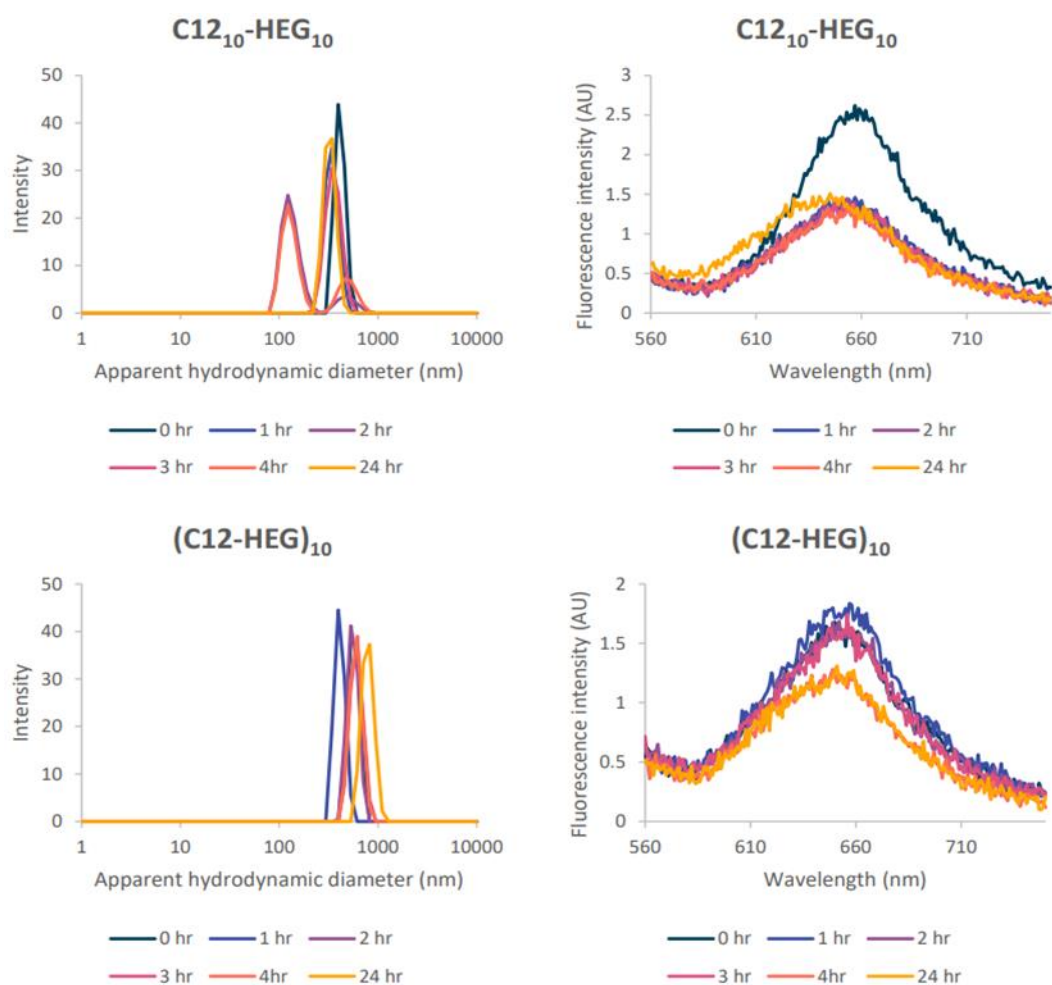 C12₁₀-HEG₁₀
50
40
30
20
10
0
Intensity
1 10 100 1000 10000
Apparent hydrodynamic diameter (nm)
0 hr 1 hr 2 hr
3 hr 4hr 24 hr
C12₁₀-HEG₁₀
3
2.5
2
1.5
1
0.5
0
Fluorescence intensity (AU)
560 610 660 710
Wavelength (nm)
0 hr 1 hr 2 hr
3 hr 4hr 24 hr
(C12-HEG)₁₀
50
40
30
20
10
0
Intensity
1 10 100 1000 10000
Apparent hydrodynamic diameter (nm)
0 hr 1 hr 2 hr
3 hr 4hr 24 hr
(C12-HEG)₁₀
2
1.5
1
0.5
0
Fluorescence intensity (AU)
560 610 660 710
Wavelength (nm)
0 hr 1 hr 2 hr
3 hr 4hr 24 hr